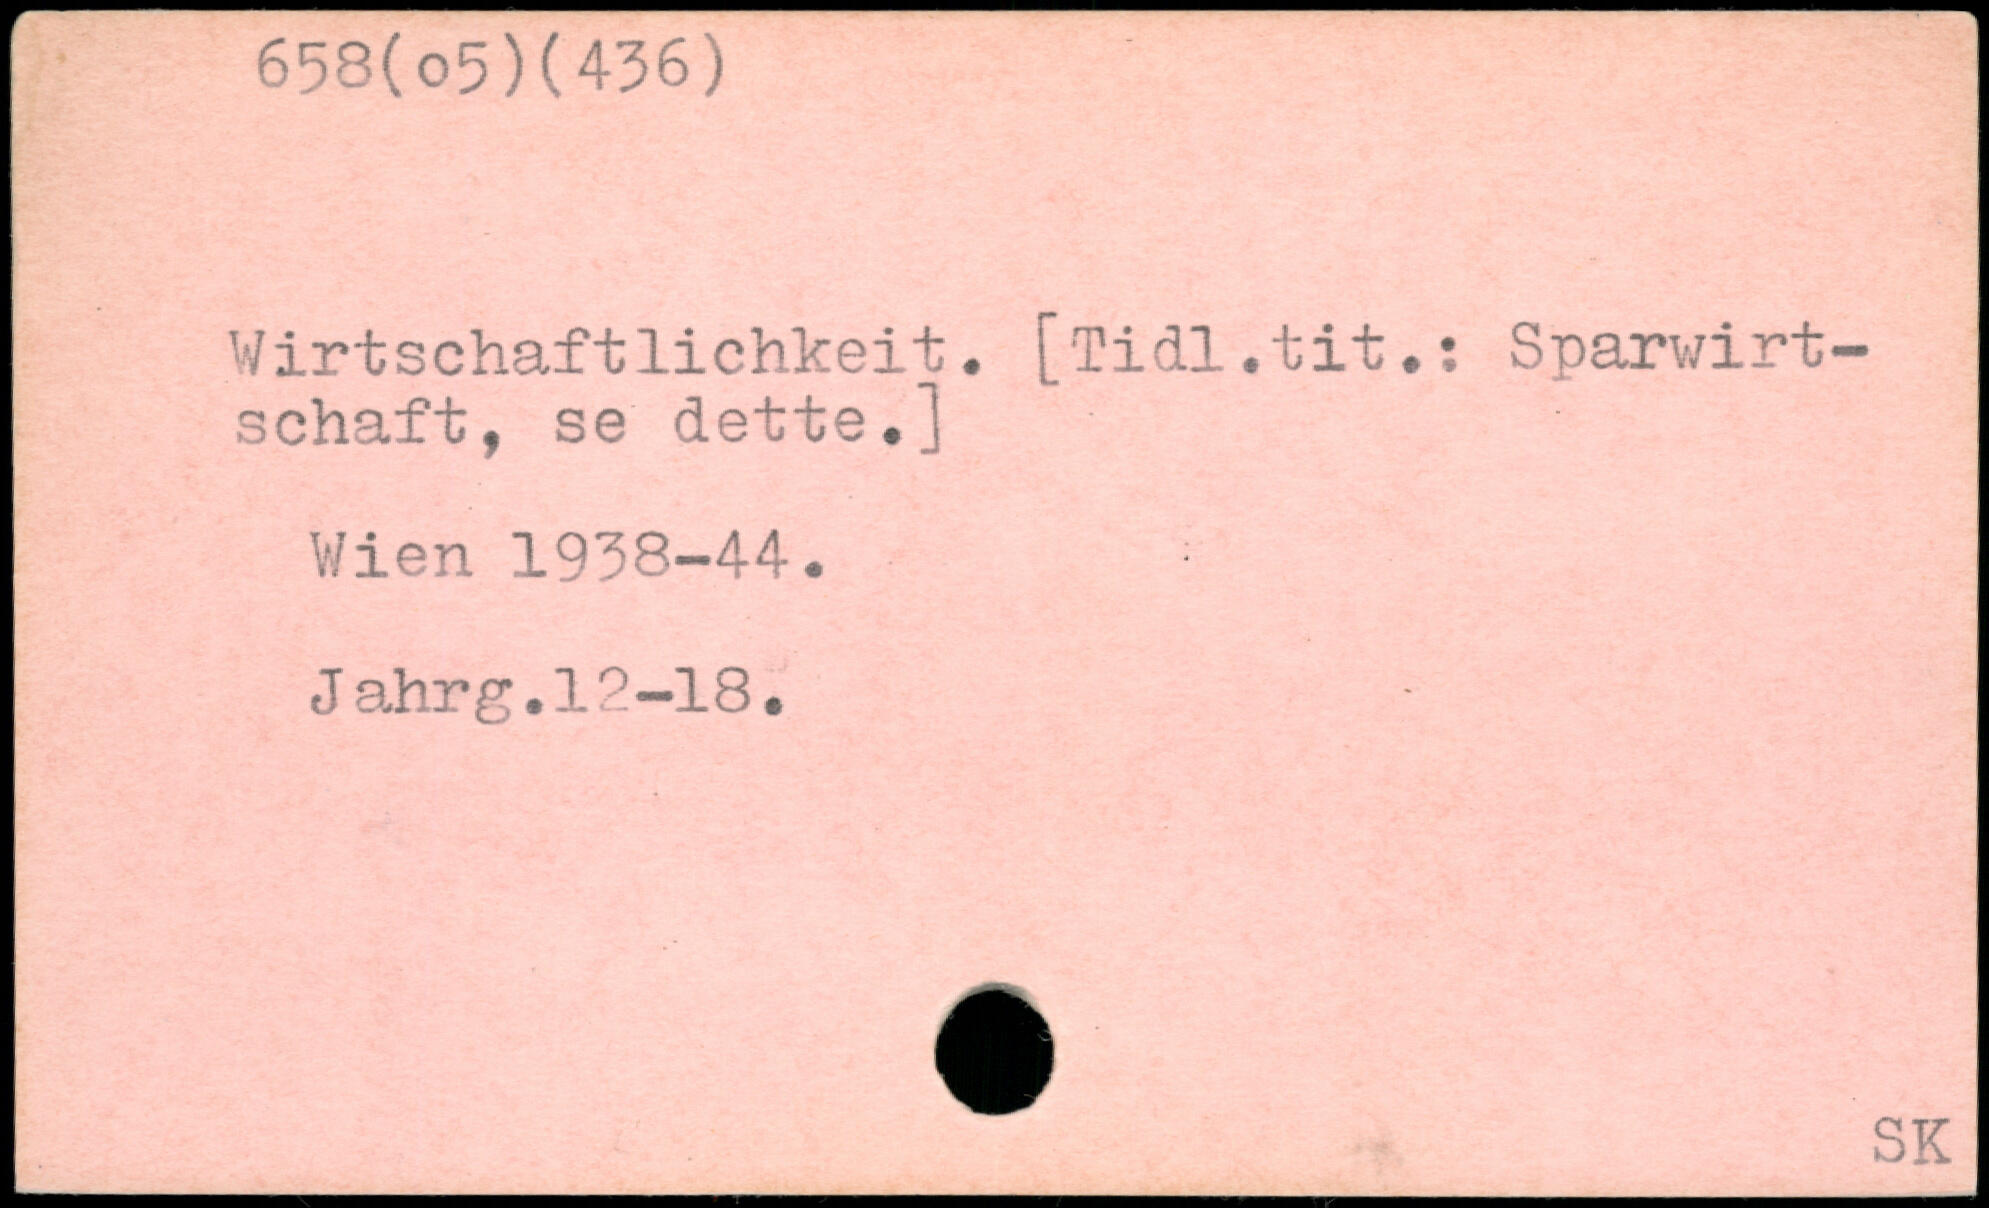 658(o5)(436)
Wirtschaftlichkeit. [Tidl.tit.: Sparwirt-
schaft, se dette.]
Wien 1938-44.
Jahrg.12-18.
SK